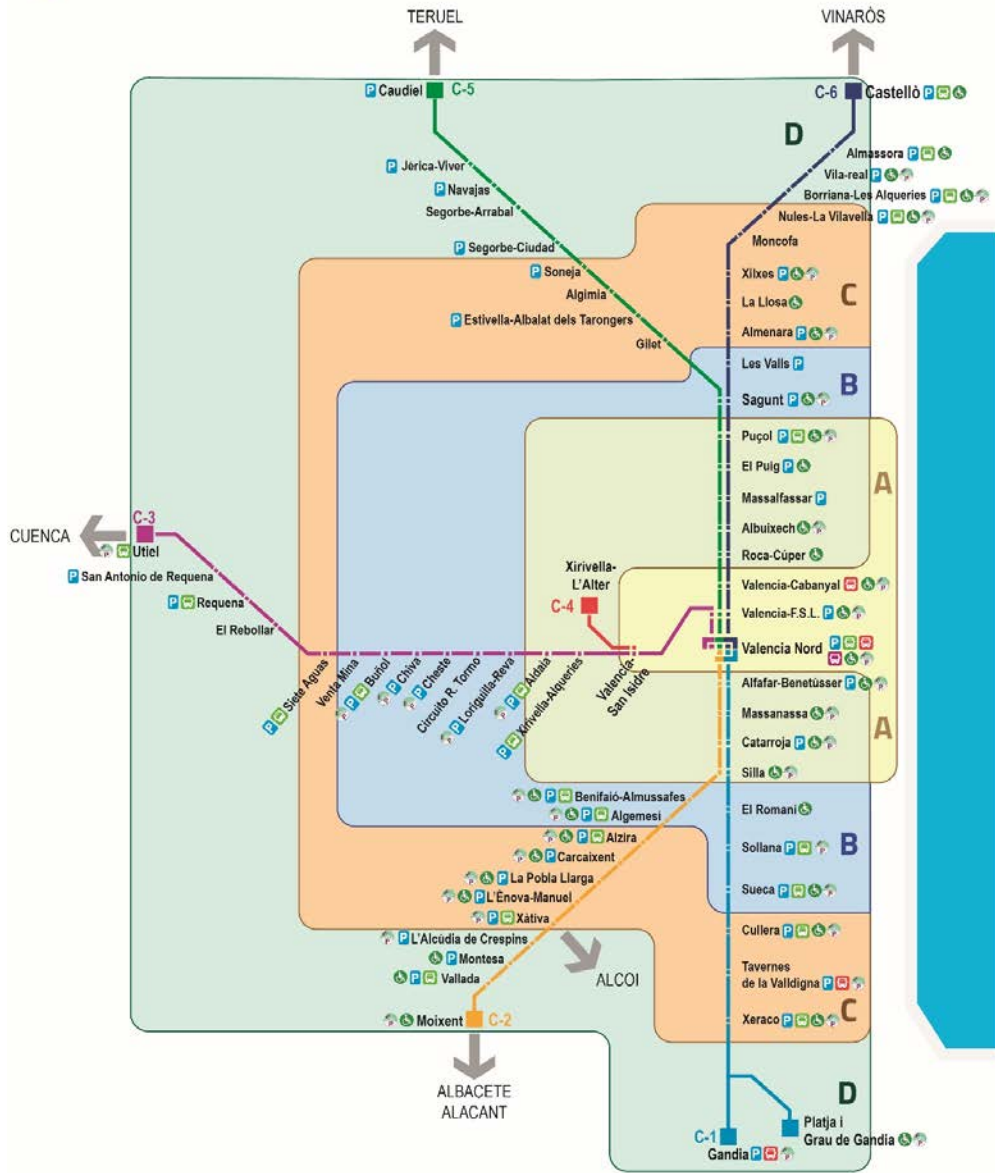 TERUEL
VINARÒS
P Caudiel
C-5
C-6
Castellò P
D
Almassora P
Vila-real P
Borriana-Les Alqueries P
Nules-La Vilavella P
P Jèrica-Viver
P Navajas
Segorbe-Arrabal
P Segorbe-Ciudad
P Soneja
Algimia
P Estivella-Albalat dels Tarongers
Gilet
Moncofa
Xilxes P
La Llosa
C
Almenara P
Les Valls P
B
Sagunt P
Puçol P
El Puig P
A
Massalfassar P
Albuixech
Roca-Cúper
CUENCA
C-3
Utiel
P San Antonio de Requena
P Requena
El Rebollar
Xirivella-
L'Alter
C-4
Valencia-Cabanyal
Valencia-F.S.L. P
Valencia Nord P
P Siete Aguas
Venta Mina
P Buñol
P Chiva
P Cheste
Circuito R. Tormo
P Loriguilla-Reva
P Aldaia
P Xirivella-Alqueries
Valencia-
San Isidre
Alfafar-Benetùsser P
Massanassa
A
Catarroja P
Silla
P Benifaió-Almussafes
P Algemesi
P Alzira
P Carcaixent
P La Pobla Llarga
P L'Ènova-Manuel
P Xàtiva
P L'Alcúdia de Crespins
P Montesa
P Vallada
Moixent
C-2
ALCOI
ALBACETE
ALACANT
El Romaní
Sollana P
B
Sueca P
Cullera P
Tavernes
de la Valldigna P
Xeraco P
C
D
C-1
Gandia P
Platja i
Grau de Gandia